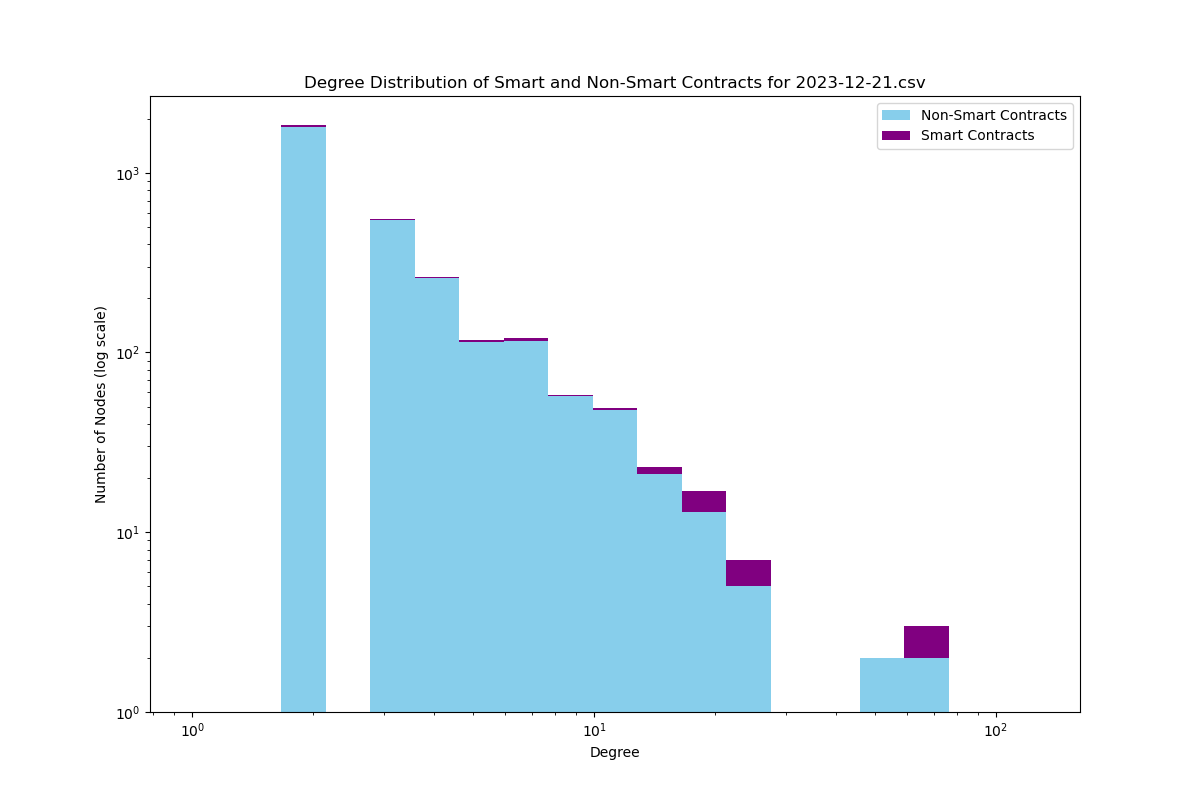 Degree Distribution of Smart and Non-Smart Contracts for 2023-12-21.csv
Non-Smart Contracts
Smart Contracts
Number of Nodes (log scale)
10³
10²
10¹
10⁰
10⁰ 10¹ 10²
Degree